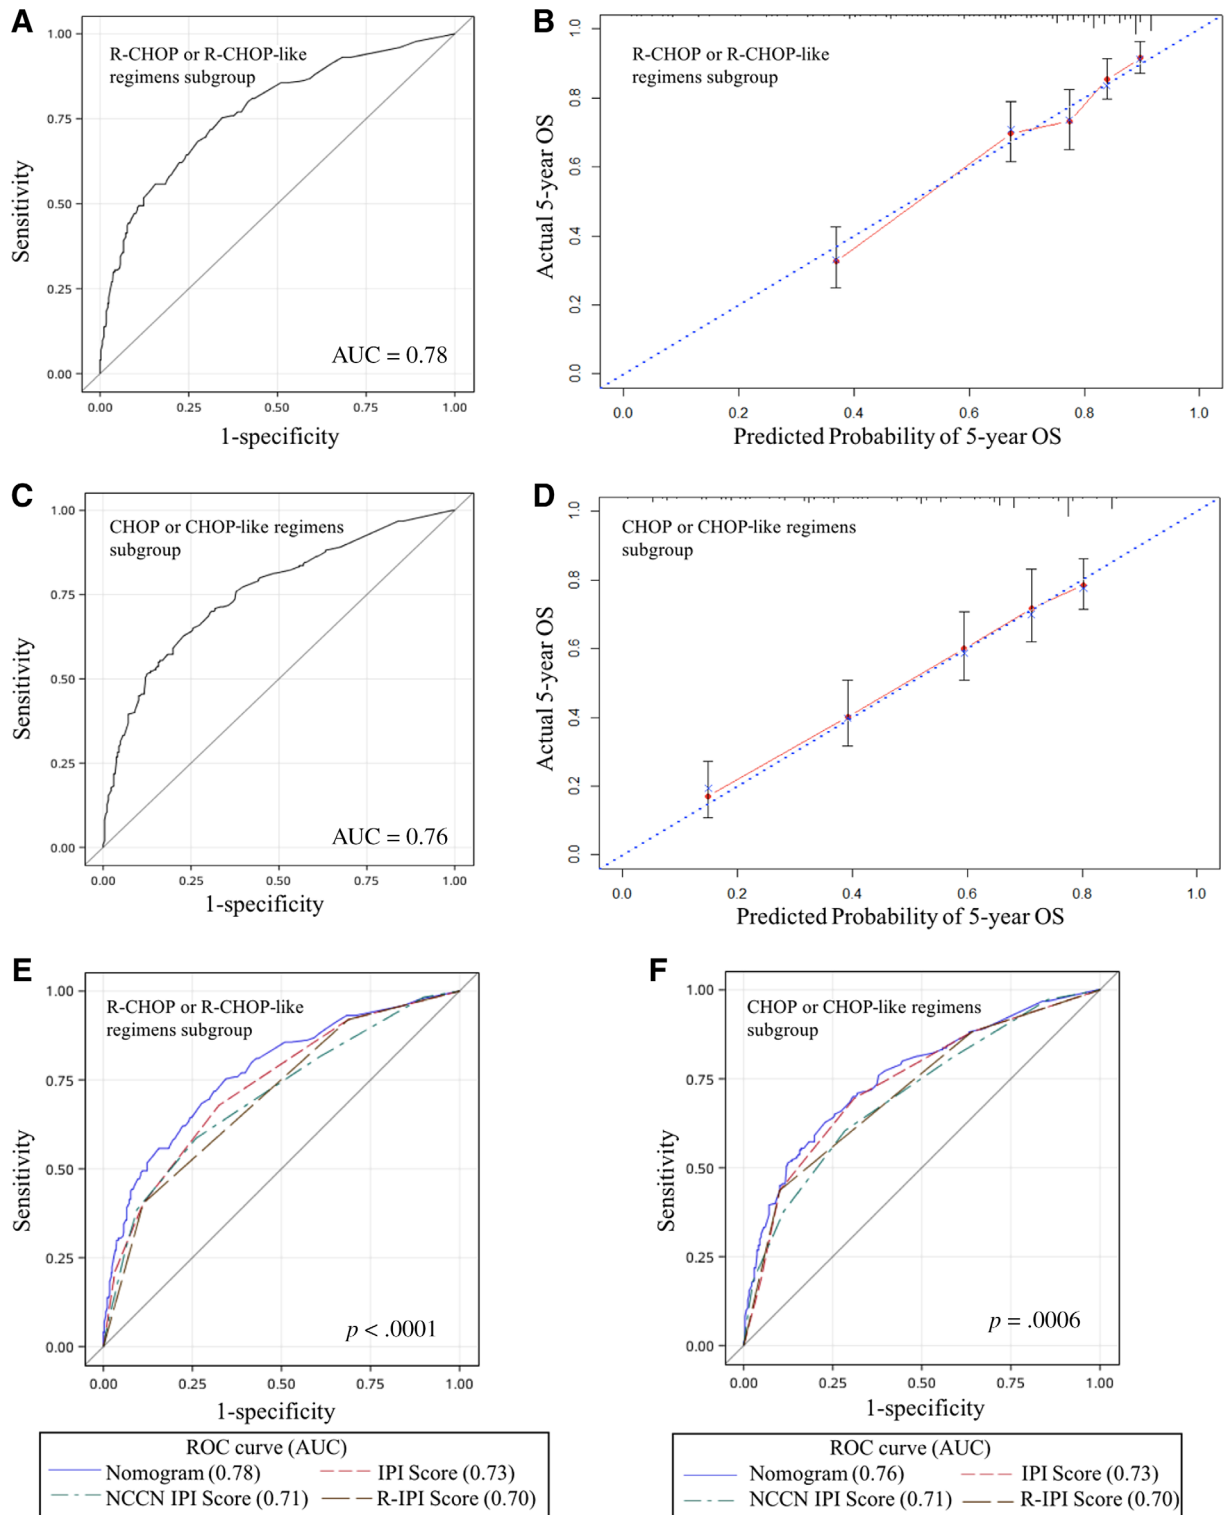 A
R-CHOP or R-CHOP-like
regimens subgroup
1.00
0.75
0.50
0.25
0.00
Sensitivity
AUC = 0.78
0.00 0.25 0.50 0.75 1.00
1-specificity
B
R-CHOP or R-CHOP-like
regimens subgroup
1.0
0.8
0.6
0.4
0.2
0.0
Actual 5-year OS
0.0 0.2 0.4 0.6 0.8 1.0
Predicted Probability of 5-year OS
C
CHOP or CHOP-like regimens
subgroup
1.00
0.75
0.50
0.25
0.00
Sensitivity
AUC = 0.76
0.00 0.25 0.50 0.75 1.00
1-specificity
D
CHOP or CHOP-like regimens
subgroup
1.0
0.8
0.6
0.4
0.2
0.0
Actual 5-year OS
0.0 0.2 0.4 0.6 0.8 1.0
Predicted Probability of 5-year OS
E
R-CHOP or R-CHOP-like
regimens subgroup
1.00
0.75
0.50
0.25
0.00
Sensitivity
p < .0001
0.00 0.25 0.50 0.75 1.00
1-specificity
ROC curve (AUC)
Nomogram (0.78) IPI Score (0.73)
NCCN IPI Score (0.71) R-IPI Score (0.70)
F
CHOP or CHOP-like regimens
subgroup
1.00
0.75
0.50
0.25
0.00
Sensitivity
p = .0006
0.00 0.25 0.50 0.75 1.00
1-specificity
ROC curve (AUC)
Nomogram (0.76) IPI Score (0.73)
NCCN IPI Score (0.71) R-IPI Score (0.70)